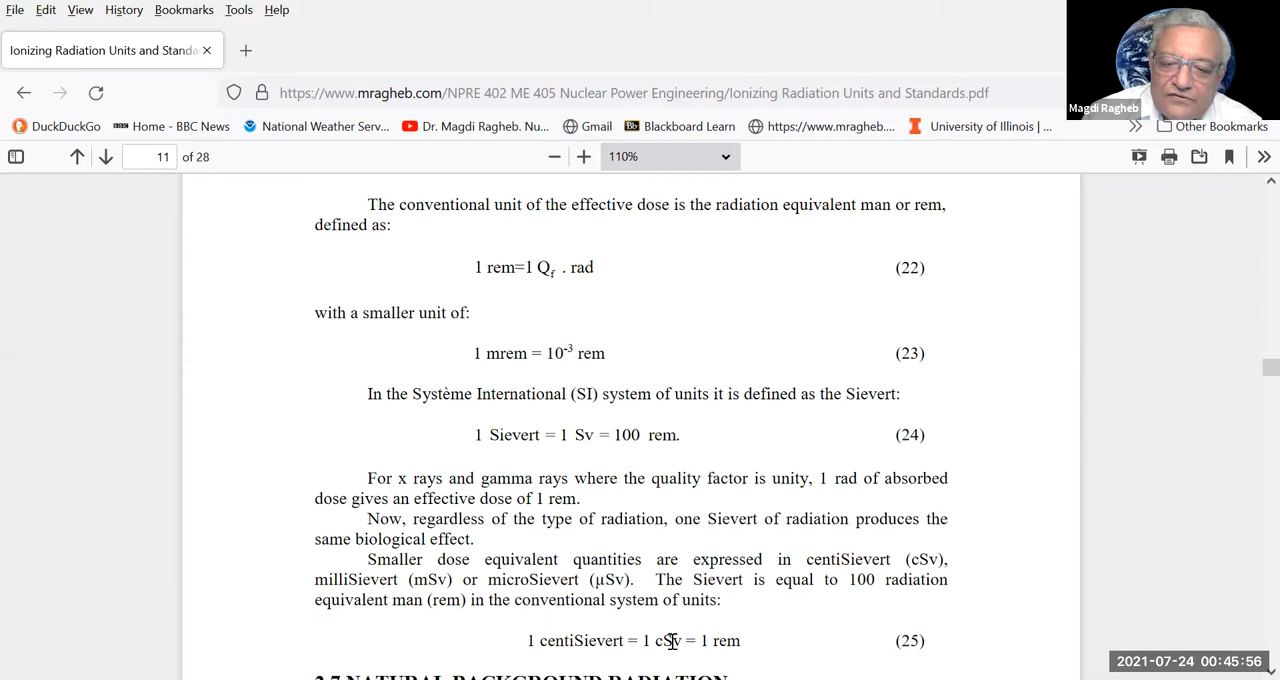 File Edit View History Bookmarks Tools Help
Ionizing Radiation Units and Standa
https://www.mragheb.com/NPRE 402 ME 405 Nuclear Power Engineering/Ionizing Radiation Units and Standards.pdf
Magdi Ragheb
DuckDuckGo BBC Home - BBC News National Weather Serv... Dr. Magdi Ragheb. Nu... Gmail Bb Blackboard Learn https://www.mragheb.... I University of Illinois |... Other Bookmarks
11 of 28 110%
The conventional unit of the effective dose is the radiation equivalent man or rem,
defined as:
1 rem=1 Qf . rad (22)
with a smaller unit of:
1 mrem = 10⁻³ rem (23)
In the Système International (SI) system of units it is defined as the Sievert:
1 Sievert = 1 Sv = 100 rem. (24)
For x rays and gamma rays where the quality factor is unity, 1 rad of absorbed
dose gives an effective dose of 1 rem.
Now, regardless of the type of radiation, one Sievert of radiation produces the
same biological effect.
Smaller dose equivalent quantities are expressed in centiSievert (cSv),
milliSievert (mSv) or microSievert (µSv). The Sievert is equal to 100 radiation
equivalent man (rem) in the conventional system of units:
1 centiSievert = 1 cSv = 1 rem (25)
2.7 NATURAL BACKGROUND RADIATION
2021-07-24 00:45:56